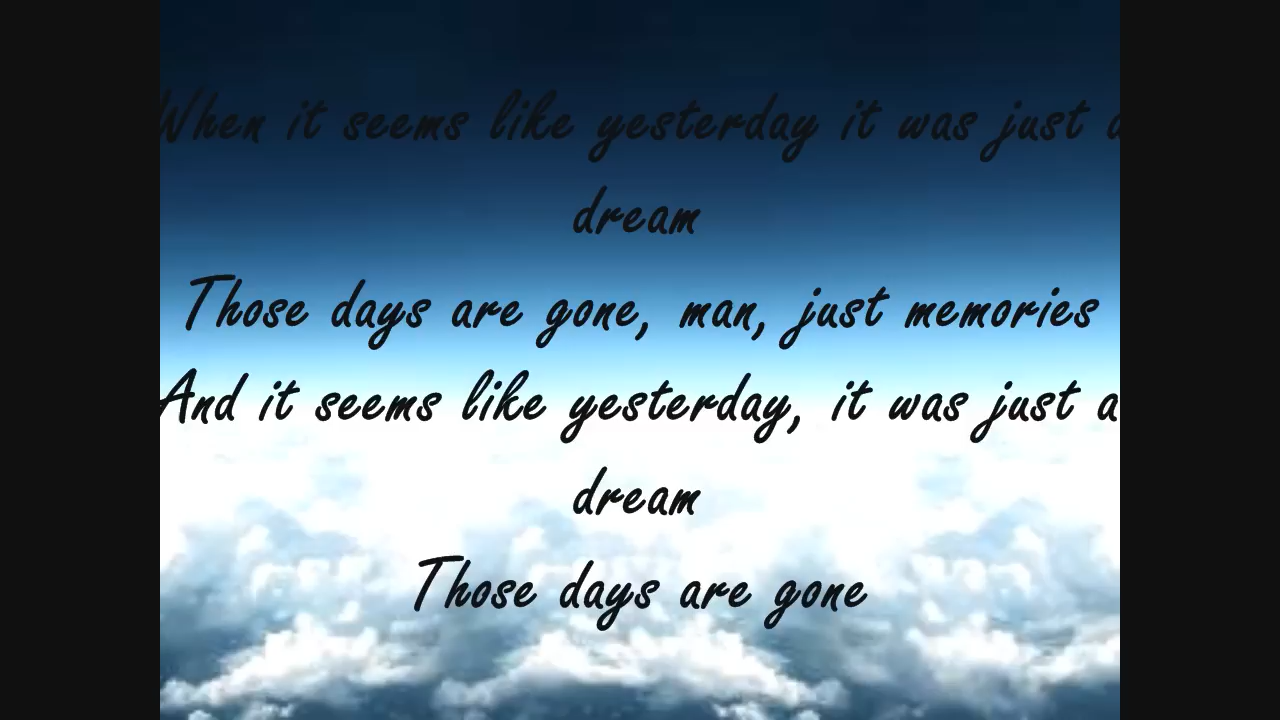 When it seems like yesterday it was just a
dream
Those days are gone, man, just memories
And it seems like yesterday, it was just a
dream
Those days are gone